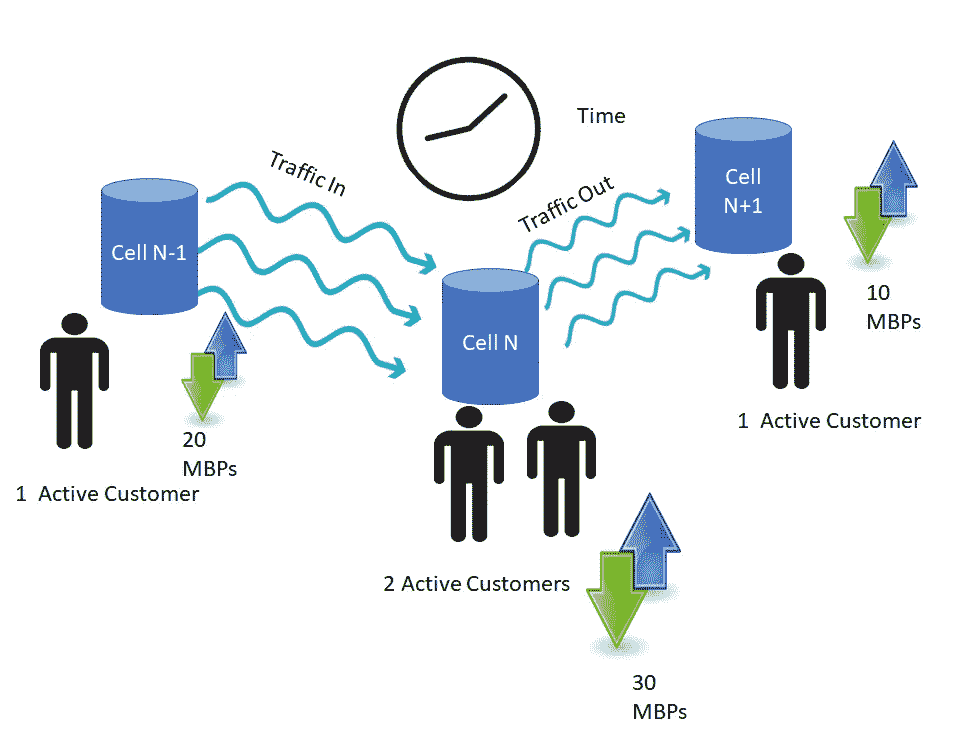 Time
Traffic In
Traffic Out
Cell
N+1
Cell N-1
10
MBPs
Cell N
1  Active Customer
20
MBPs
1  Active Customer
2 Active Customers
30
MBPs